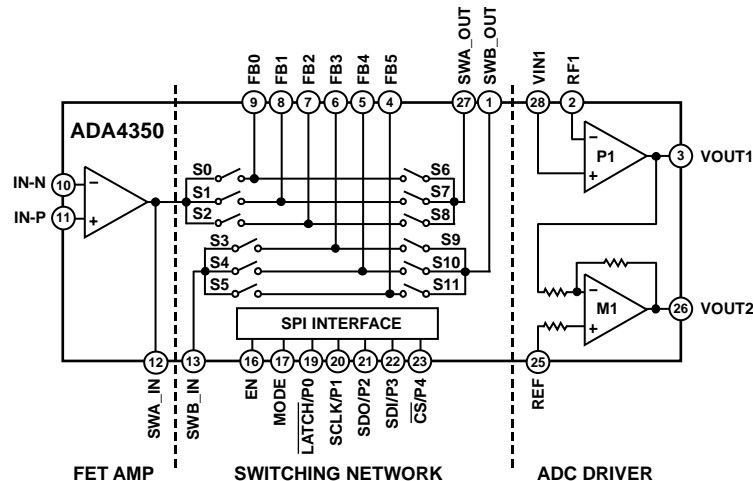 FB0
FB1
FB2
FB3
FB4
FB5
SWA_OUT
SWB_OUT
VIN1
RF1
9
8
7
6
5
4
27
1
28
2
ADA4350
IN-N
10
−
IN-P
11
+
S0
S1
S2
S3
S4
S5
S6
S7
S8
S9
S10
S11
−
P1
+
3
VOUT1
−
M1
+
26
VOUT2
SPI INTERFACE
12
13
16
17
19
20
21
22
23
25
SWA_IN
SWB_IN
EN
MODE
LATCH/P0
SCLK/P1
SDO/P2
SDI/P3
CS/P4
REF
FET AMP
SWITCHING NETWORK
ADC DRIVER